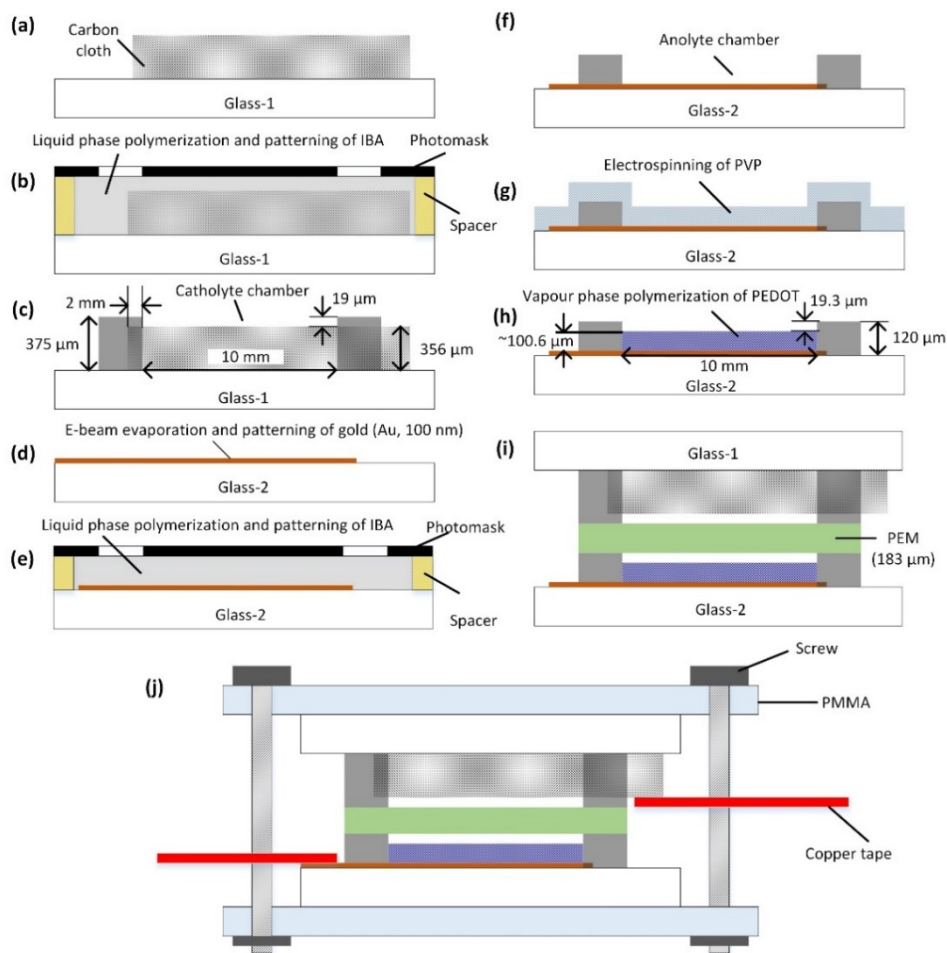 (a)
Carbon
cloth
Glass-1
Liquid phase polymerization and patterning of IBA
Photomask
(b)
Spacer
Glass-1
2 mm
Catholyte chamber
19 µm
(c)
375 µm
10 mm
356 µm
Glass-1
E-beam evaporation and patterning of gold (Au, 100 nm)
(d)
Glass-2
Liquid phase polymerization and patterning of IBA
Photomask
(e)
Glass-2
Spacer
(f)
Anolyte chamber
Glass-2
Electrospinning of PVP
(g)
Glass-2
Vapour phase polymerization of PEDOT
19.3 µm
(h)
~100.6 µm
120 µm
10 mm
Glass-2
(i)
Glass-1
PEM
(183 µm)
Glass-2
Screw
(j)
PMMA
Copper tape